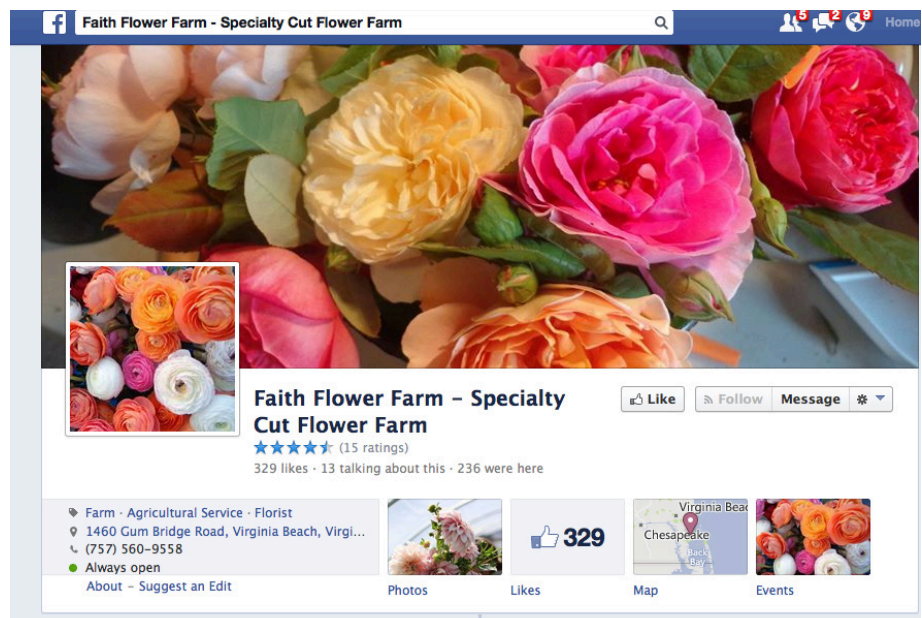 Faith Flower Farm - Specialty Cut Flower Farm
5
2
9
Home
Faith Flower Farm – Specialty
Cut Flower Farm
(15 ratings)
329 likes · 13 talking about this · 236 were here
Like
Follow
Message
Farm · Agricultural Service · Florist
1460 Gum Bridge Road, Virginia Beach, Virgi...
(757) 560-9558
Always open
About – Suggest an Edit
Photos
329
Likes
Virginia Beac
Chesapeake
Back
Bay
Map
Events